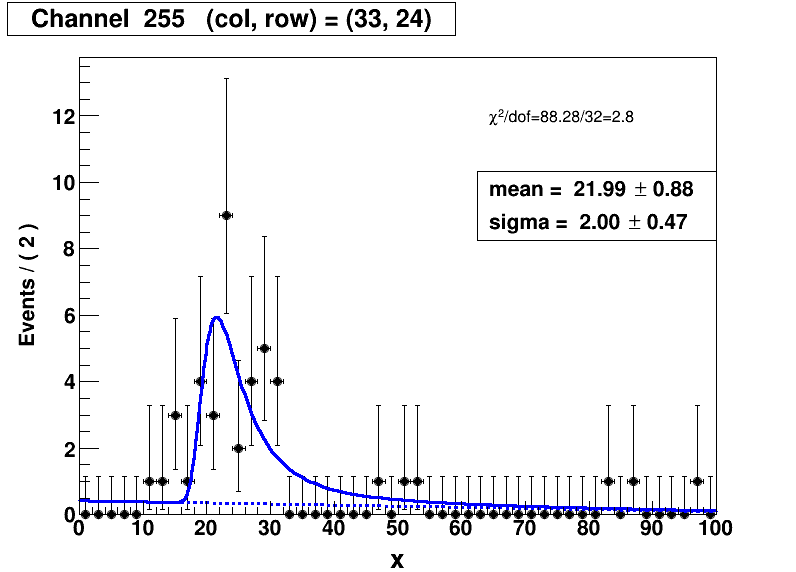 Channel 255 (col, row) = (33, 24)
χ²/dof=88.28/32=2.8
mean = 21.99 ± 0.88
sigma = 2.00 ± 0.47
Events / ( 2 )
12
10
8
6
4
2
0
0 10 20 30 40 50 60 70 80 90 100
x